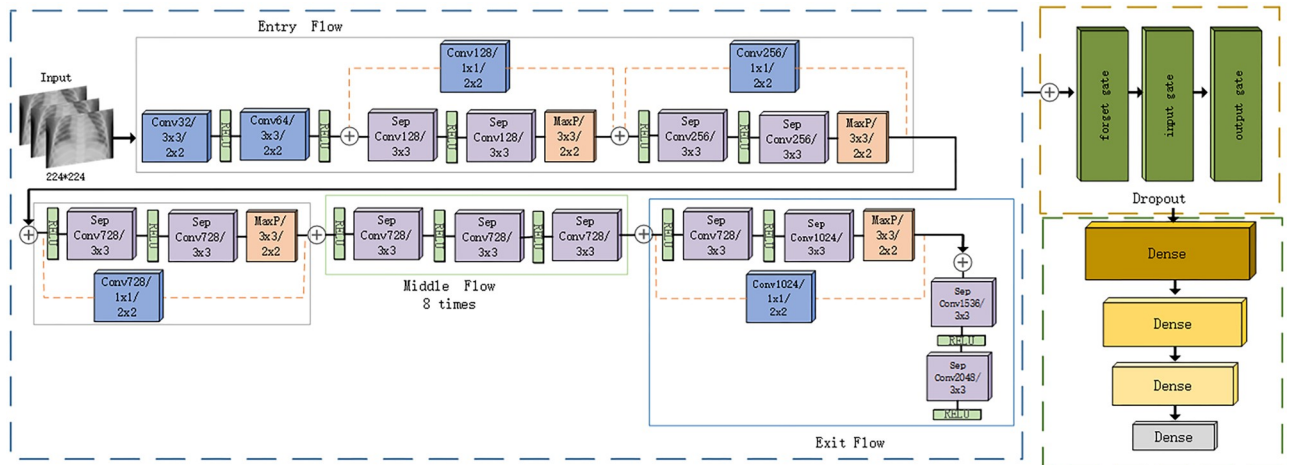 Entry Flow
Input
224*224
Conv32/
3x3/
2x2
RELU
Conv64/
3x3/
2x2
RELU
Conv128/
1x1/
2x2
Sep
Conv128/
3x3
RELU
Sep
Conv128/
3x3
MaxP/
3x3/
2x2
Conv256/
1x1/
2x2
RELU
Sep
Conv256/
3x3
RELU
Sep
Conv256/
3x3
MaxP/
3x3/
2x2
RELU
Sep
Conv728/
3x3
RELU
Sep
Conv728/
3x3
MaxP/
3x3/
2x2
Conv728/
1x1/
2x2
RELU
Sep
Conv728/
3x3
RELU
Sep
Conv728/
3x3
RELU
Sep
Conv728/
3x3
Middle Flow
8 times
RELU
Sep
Conv728/
3x3
RELU
Sep
Conv1024/
3x3
MaxP/
3x3/
2x2
Conv1024/
1x1/
2x2
Sep
Conv1536/
3x3
RELU
Sep
Conv2048/
3x3
RELU
Exit Flow
forget gate
input gate
output gate
Dropout
Dense
Dense
Dense
Dense